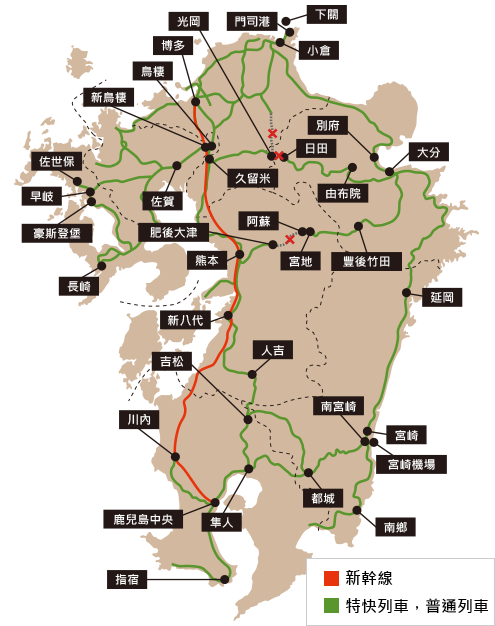 下關
光岡
門司港
博多
小倉
鳥棲
新鳥棲
別府
日田
大分
佐世保
久留米
早岐
佐賀
由布院
豪斯登堡
阿蘇
肥後大津
熊本
宮地
豐後竹田
長崎
延岡
新八代
人吉
吉松
南宮崎
川內
宮崎
宮崎機場
都城
鹿兒島中央
隼人
南鄉
指宿
新幹線
特快列車，普通列車